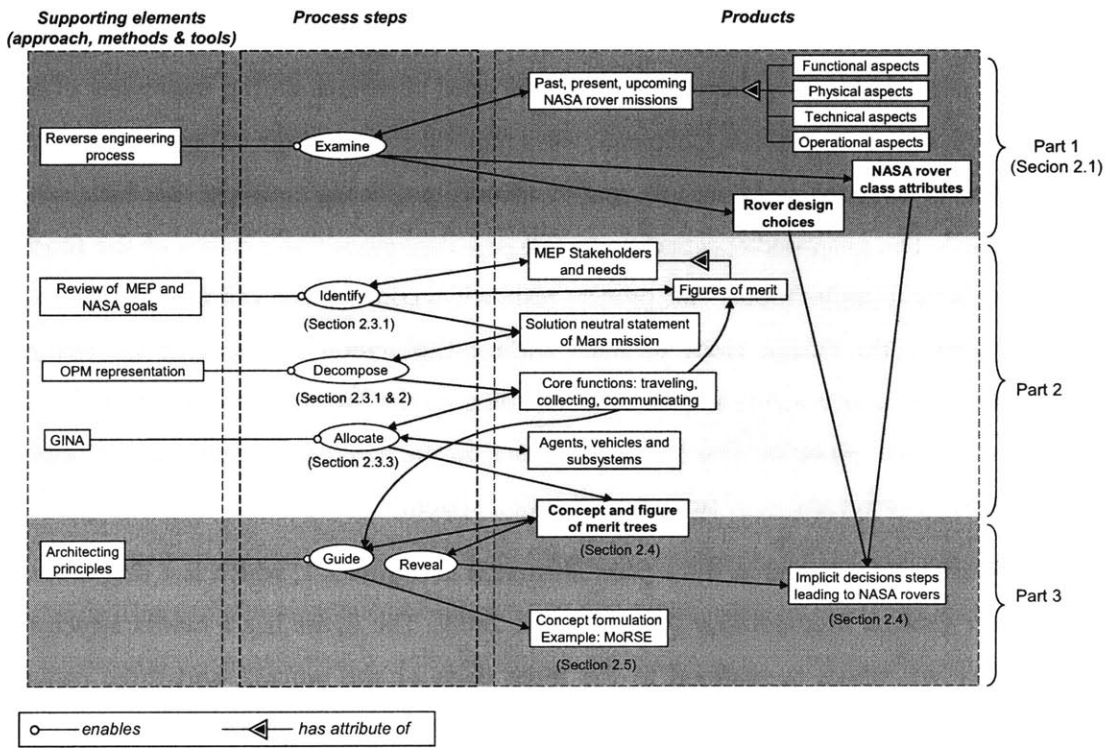 Supporting elements
(approach, methods & tools)
Process steps
Products
Past, present, upcoming
NASA rover missions
Functional aspects
Physical aspects
Technical aspects
Operational aspects
Reverse engineering
process
Examine
NASA rover
class attributes
Rover design
choices
Part 1
(Secion 2.1)
MEP Stakeholders
and needs
Review of MEP and
NASA goals
Identify
(Section 2.3.1)
Figures of merit
Solution neutral statement
of Mars mission
OPM representation
Decompose
(Section 2.3.1 & 2)
Core functions: traveling,
collecting, communicating
Part 2
GINA
Allocate
(Section 2.3.3)
Agents, vehicles and
subsystems
Concept and figure
of merit trees
(Section 2.4)
Architecting
principles
Guide
Reveal
Implicit decisions steps
leading to NASA rovers
(Section 2.4)
Part 3
Concept formulation
Example: MoRSE
(Section 2.5)
enables
has attribute of